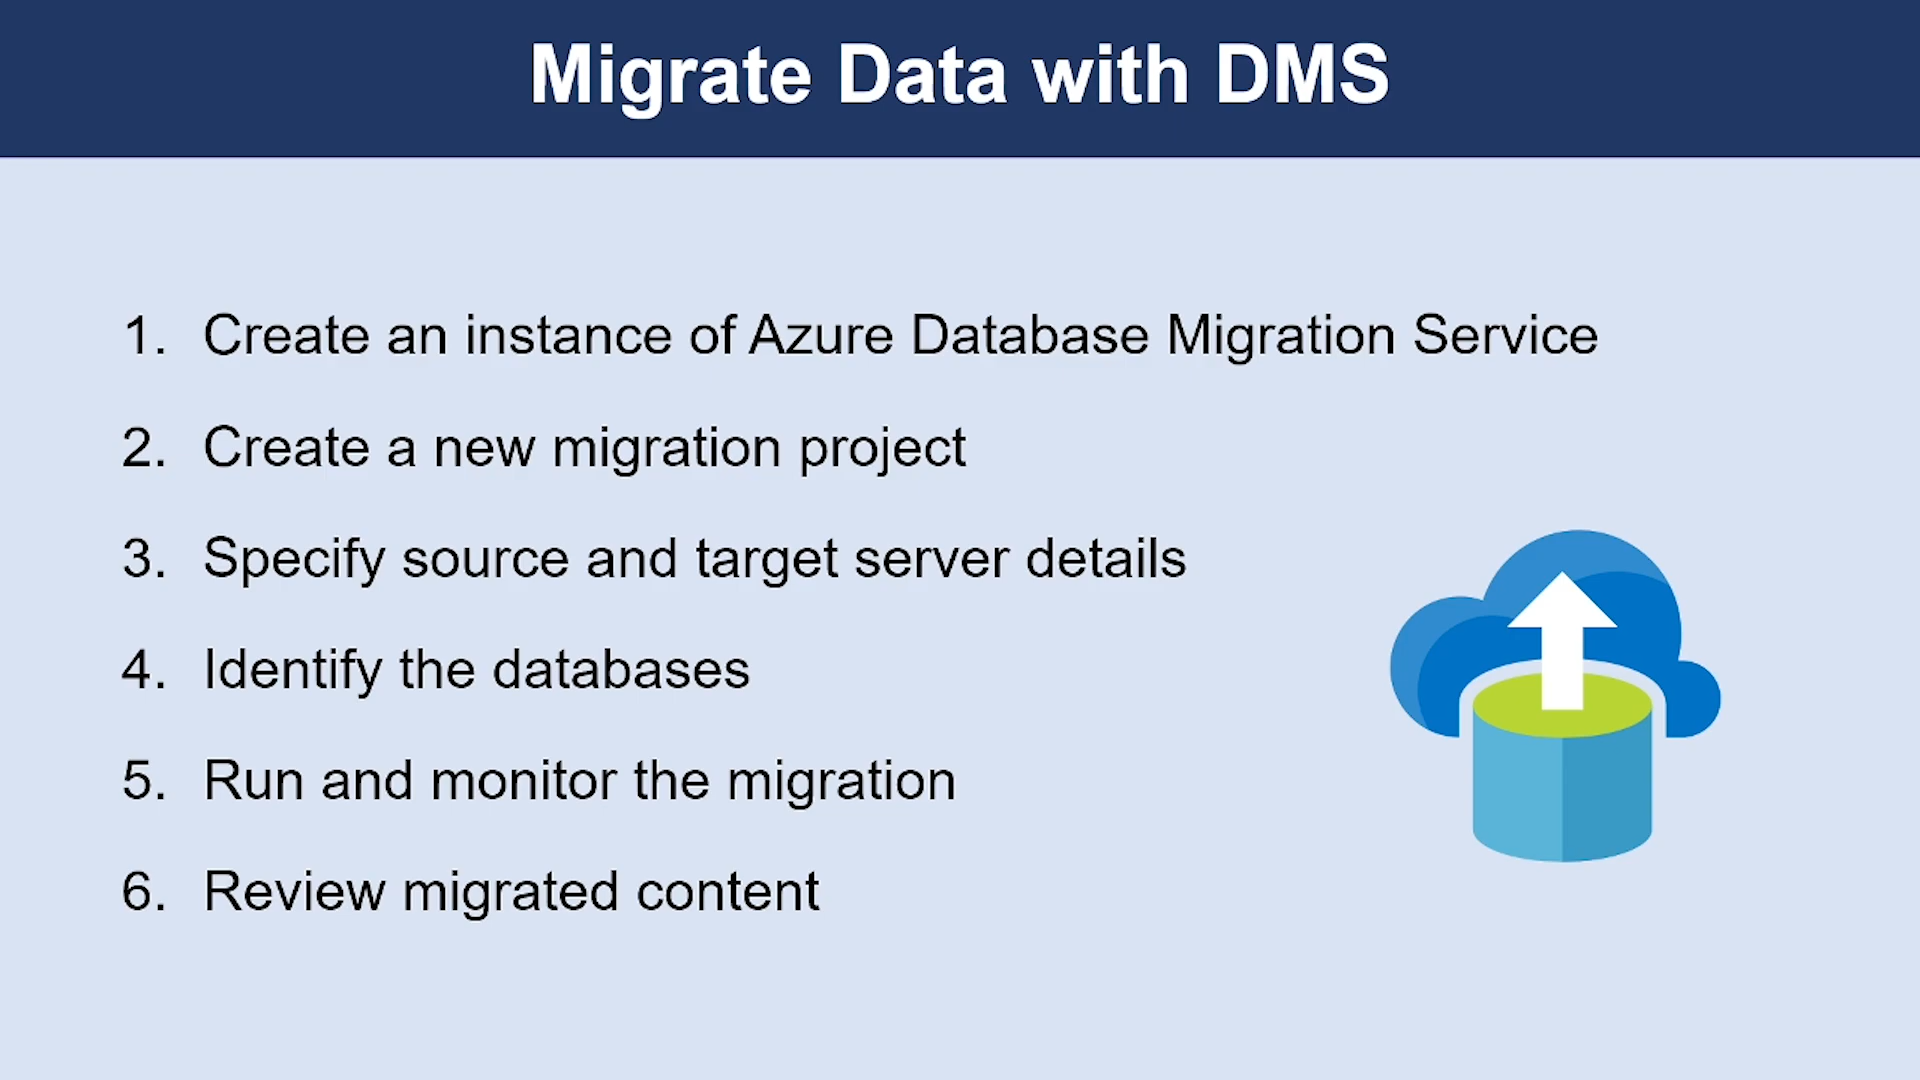 Migrate Data with DMS
1. Create an instance of Azure Database Migration Service
2. Create a new migration project
3. Specify source and target server details
4. Identify the databases
5. Run and monitor the migration
6. Review migrated content